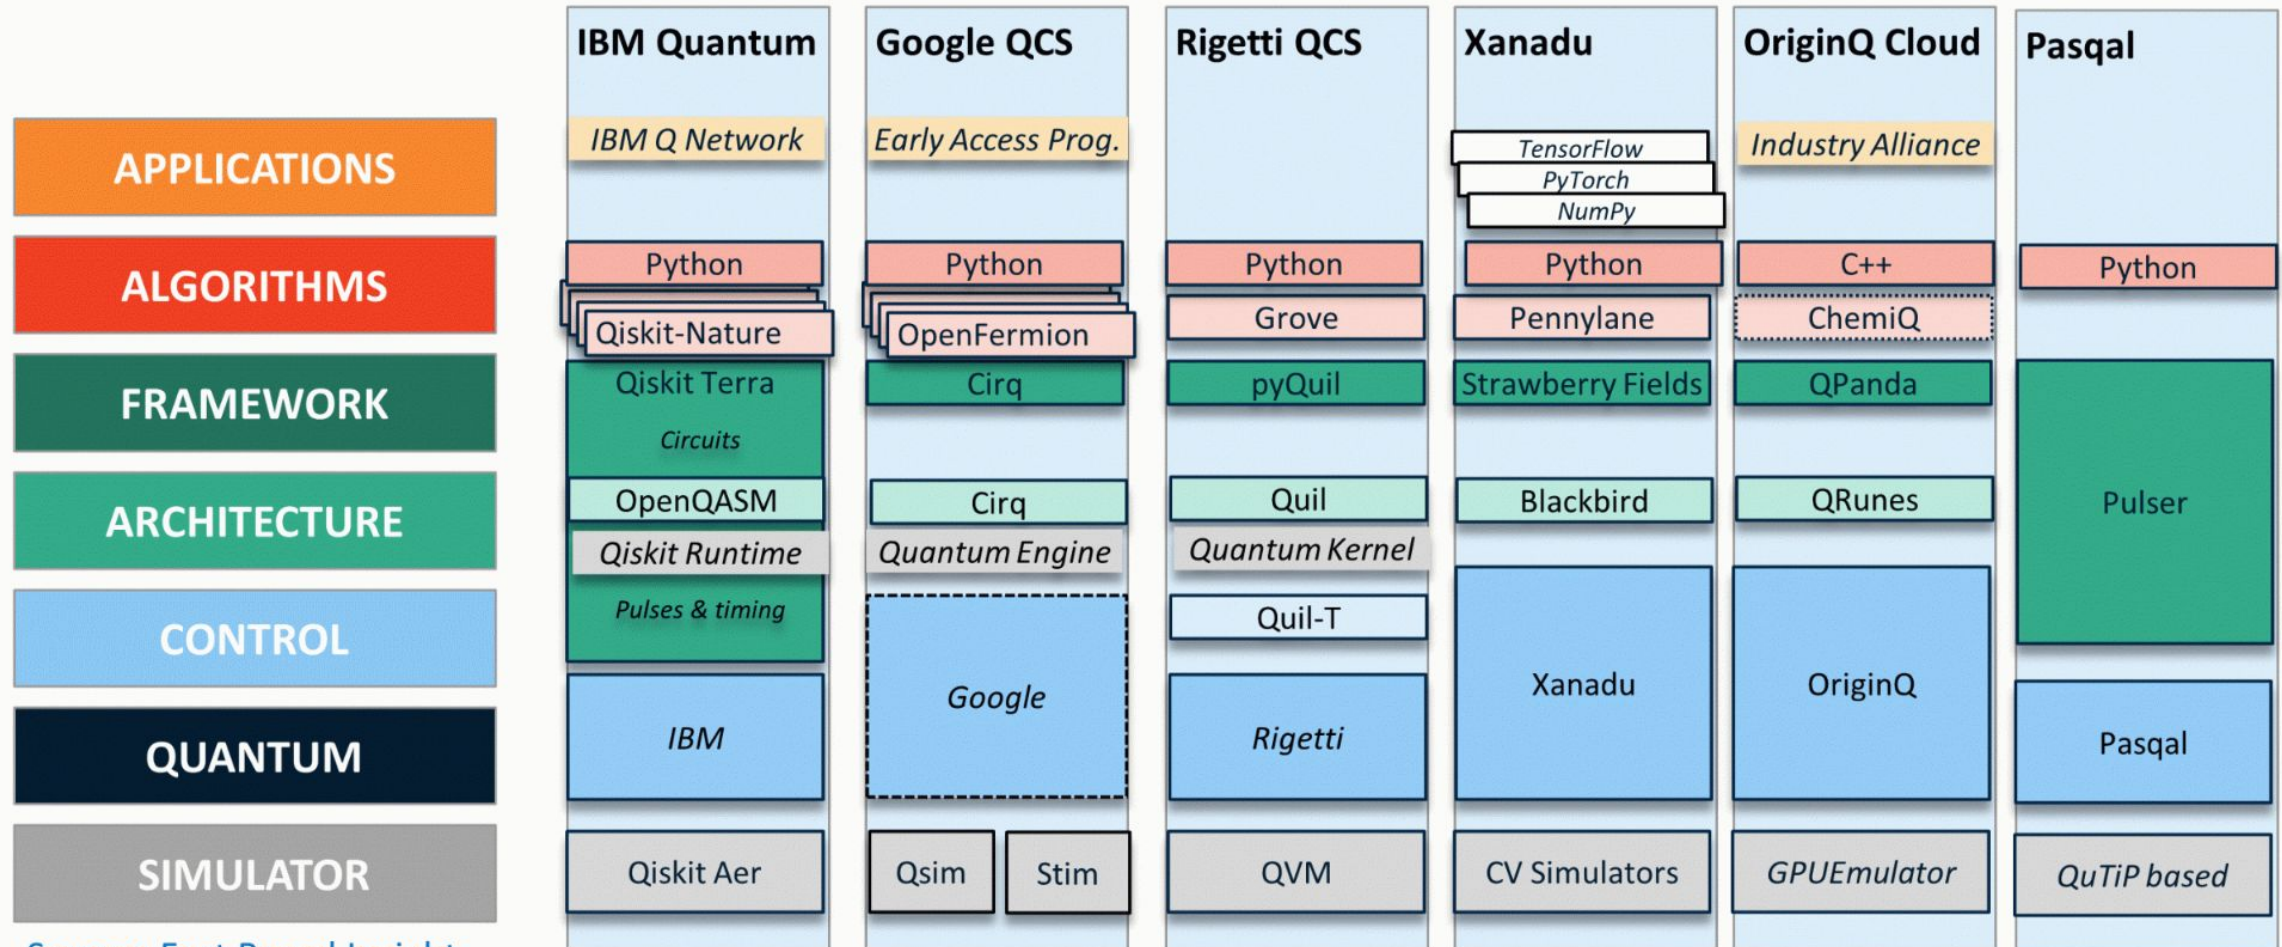 IBM Quantum
Google QCS
Rigetti QCS
Xanadu
OriginQ Cloud
Pasqal
APPLICATIONS
IBM Q Network
Early Access Prog.
TensorFlow
PyTorch
NumPy
Industry Alliance
ALGORITHMS
Python
Python
Python
Python
C++
Python
Qiskit-Nature
OpenFermion
Grove
Pennylane
ChemiQ
FRAMEWORK
Qiskit Terra
Circuits
Cirq
pyQuil
Strawberry Fields
QPanda
ARCHITECTURE
OpenQASM
Cirq
Quil
Blackbird
QRunes
Pulser
Qiskit Runtime
Quantum Engine
Quantum Kernel
CONTROL
Pulses & timing
Quil-T
Google
Xanadu
OriginQ
QUANTUM
IBM
Rigetti
Pasqal
SIMULATOR
Qiskit Aer
Qsim
Stim
QVM
CV Simulators
GPUEmulator
QuTiP based